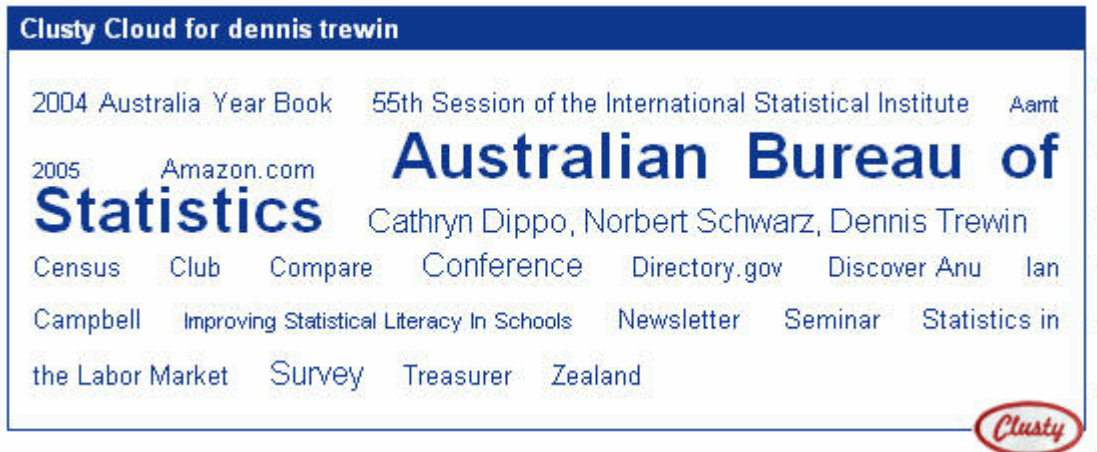 Clusty Cloud for dennis trewin
2004 Australia Year Book 55th Session of the International Statistical Institute Aamt
2005 Amazon.com Australian Bureau of
Statistics Cathryn Dippo, Norbert Schwarz, Dennis Trewin
Census Club Compare Conference Directory.gov Discover Anu Ian
Campbell Improving Statistical Literacy In Schools Newsletter Seminar Statistics in
the Labor Market Survey Treasurer Zealand
Clusty